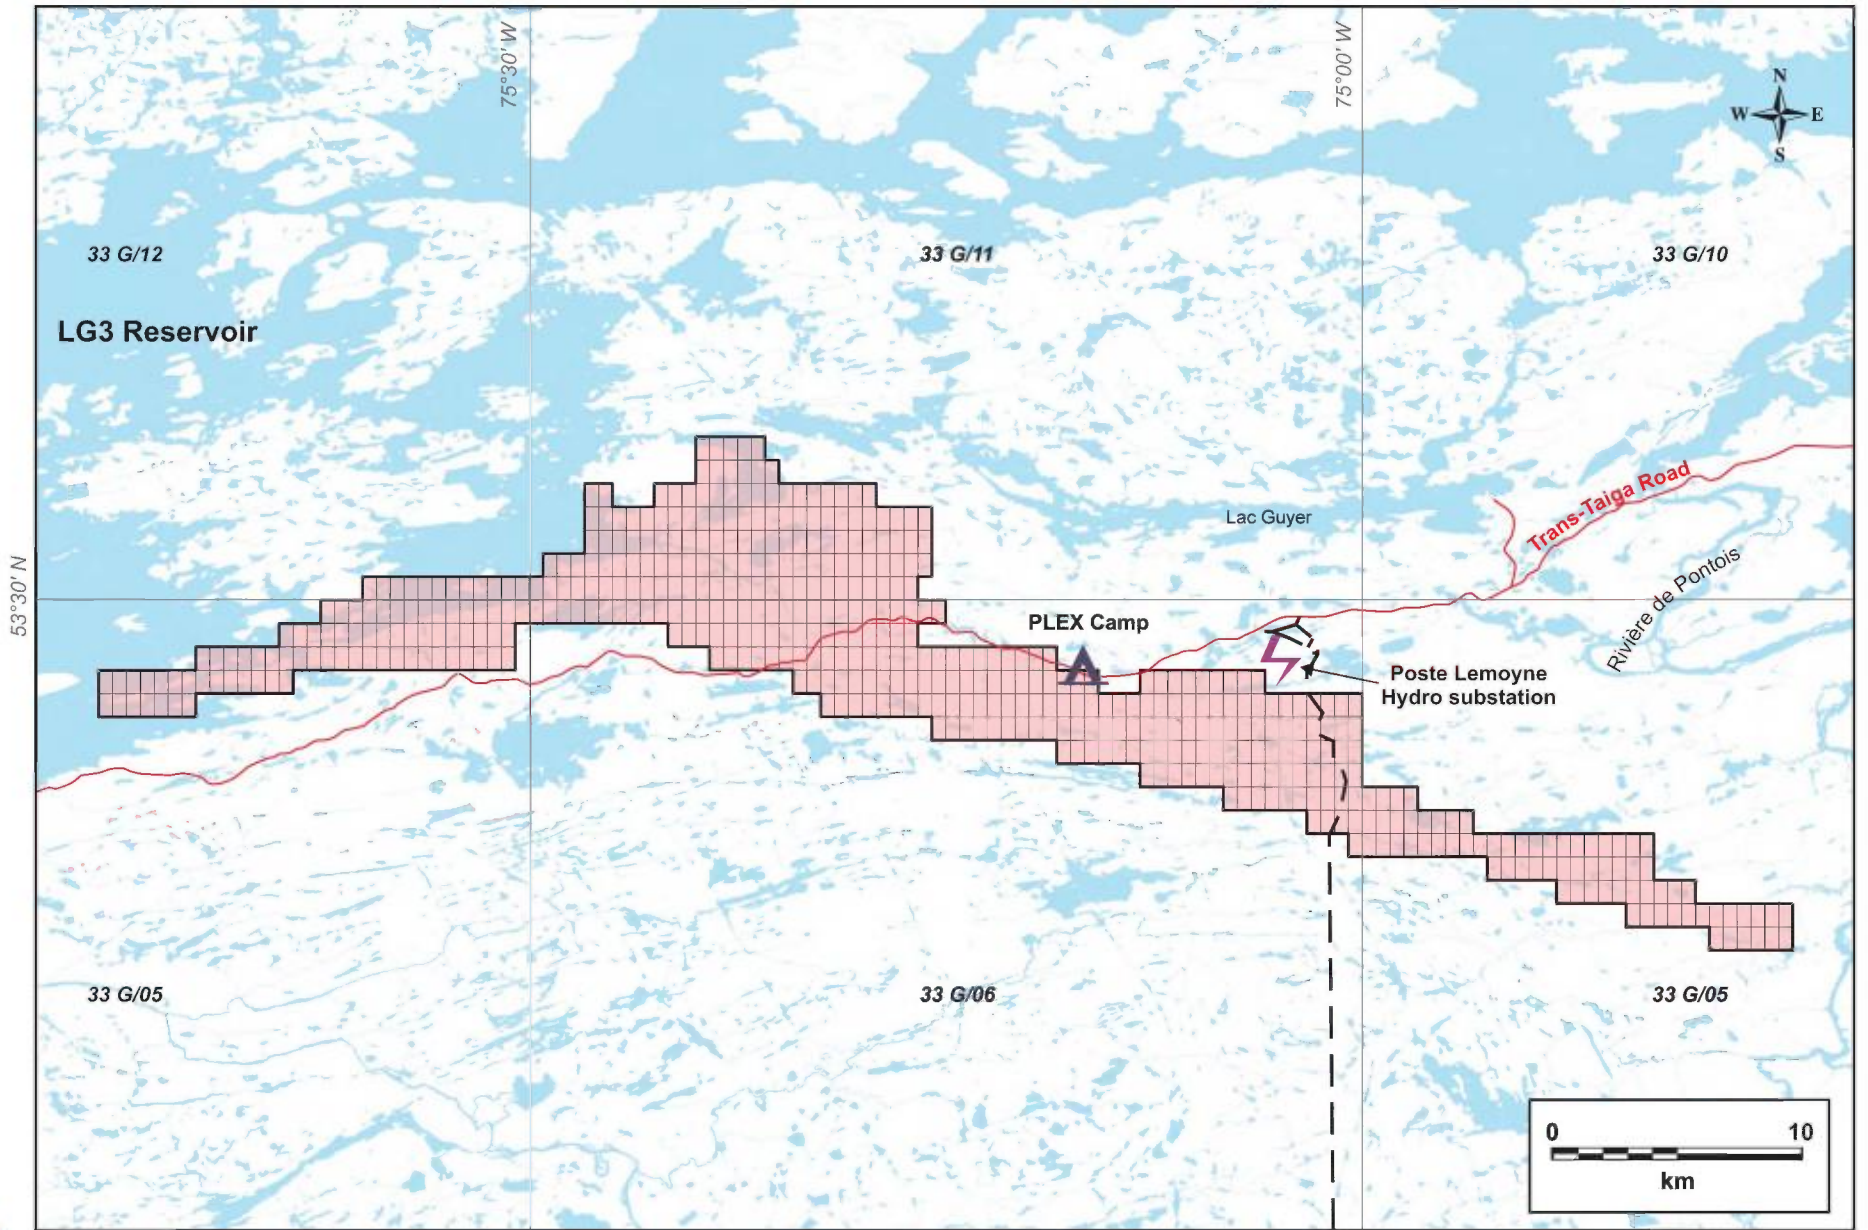 75°30' W
75°00' W
N
W
E
S
33 G/12
33 G/11
33 G/10
LG3 Reservoir
Trans-Taiga Road
Lac Guyer
53°30' N
Rivière de Pontois
PLEX Camp
Poste Lemoyne
Hydro substation
33 G/05
33 G/06
33 G/05
0
10
km